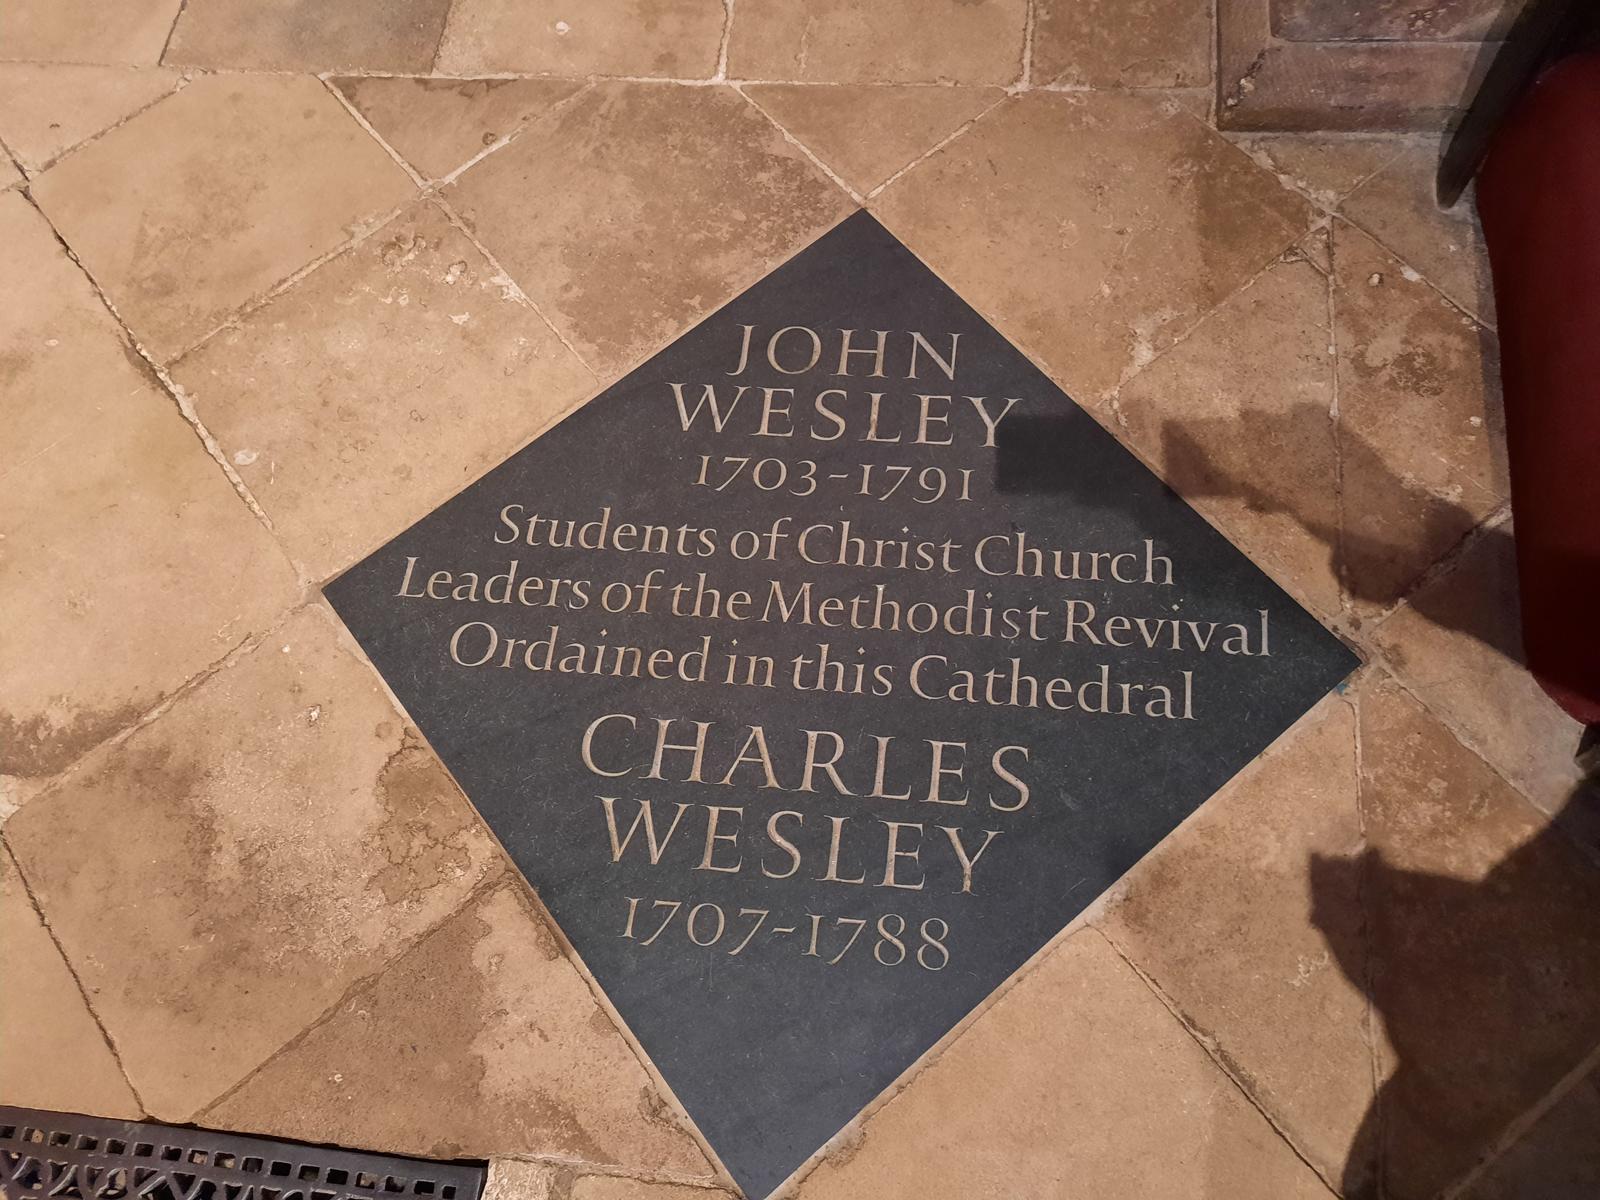 JOHN
WESLEY
1703-1791
Students of Christ Church
Leaders of the Methodist Revival
Ordained in this Cathedral
CHARLES
WESLEY
1707-1788